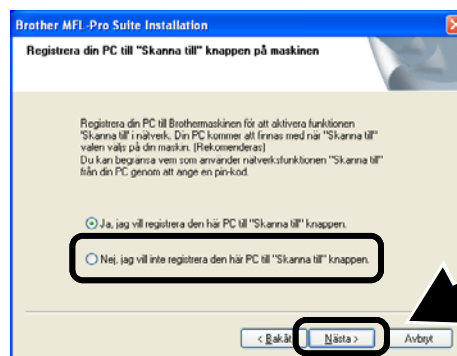 Brother MFL-Pro Suite Installation
Registrera din PC till "Skanna till" knappen på maskinen
Registrera din PC till Brothermaskinen för att aktivera funktionen
'Skanna till' i nätverk. Din PC kommer att finnas med när "Skanna till"
valen väljs på din maskin. (Rekomenderas)
Du kan begränsa vem som använder nätverksfunktionen "Skanna till"
från din PC genom att ange en pin-kod.
Ja, jag vill registrera den här PC till "Skanna till" knappen.
Nej, jag vill inte registrera den här PC till "Skanna till" knappen.
< Bakåt Nästa > Avbryt